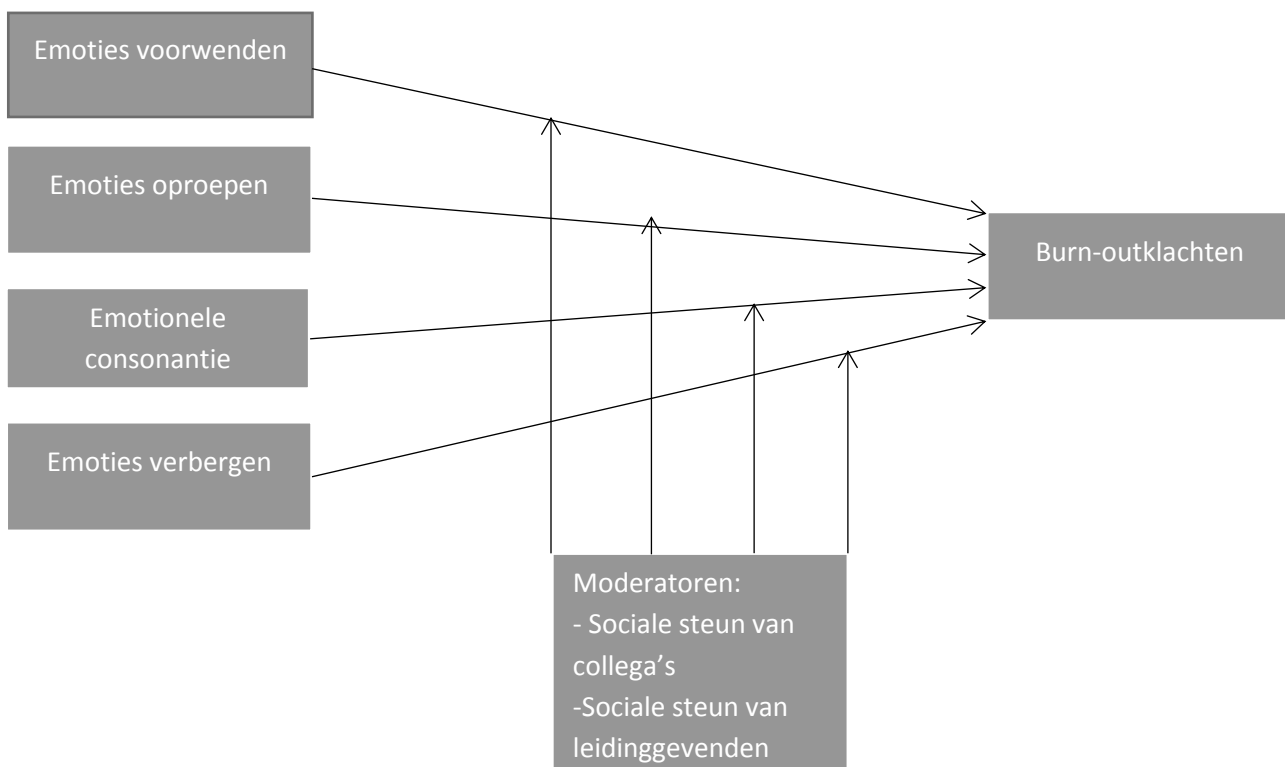 Emoties voorwenden
Emoties oproepen
Emotionele
consonantie
Emoties verbergen
Burn-outklachten
Moderatoren:
- Sociale steun van
collega’s
-Sociale steun van
leidinggevenden